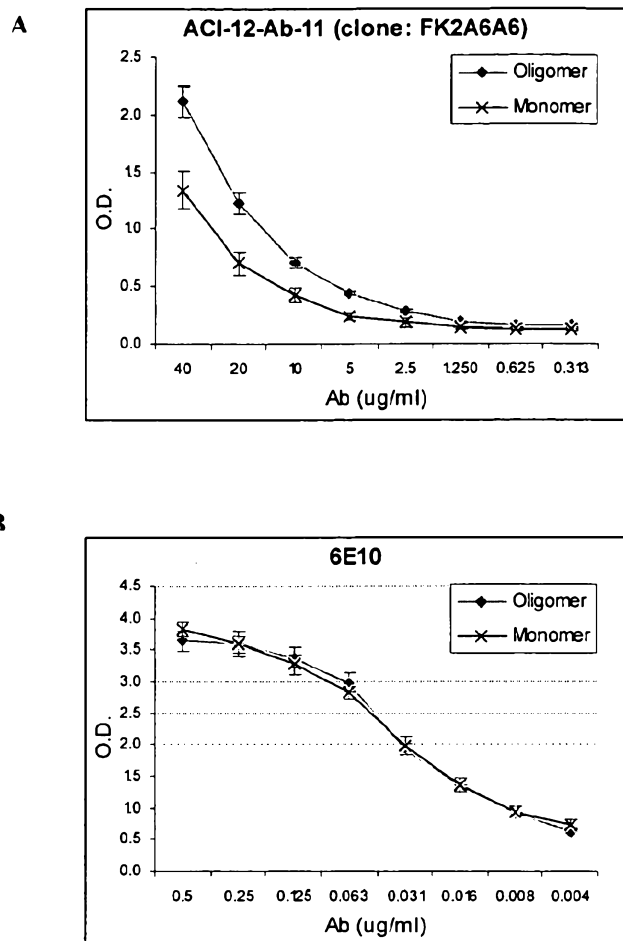 A
ACI-12-Ab-11 (clone: FK2A6A6)
2.5
2.0
1.5
1.0
0.5
0.0
O.D.
Oligomer
Monomer
40 20 10 5 2.5 1.250 0.625 0.313
Ab (ug/ml)
B
6E10
4.5
4.0
3.5
3.0
2.5
2.0
1.5
1.0
0.5
0.0
O.D.
Oligomer
Monomer
0.5 0.25 0.125 0.063 0.031 0.016 0.008 0.004
Ab (ug/ml)